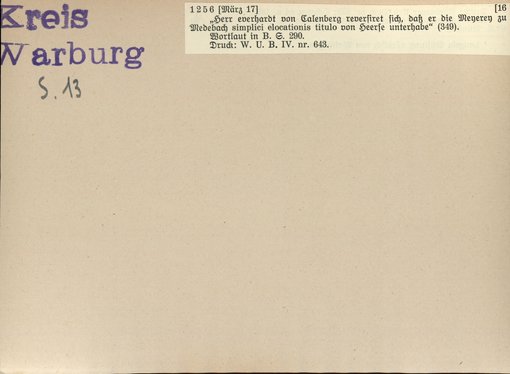 Kreis
Warburg
S. 13
1256 [März 17] [16
„Herr everhardt von Calenberg reversiret sich, daß er die Meyerey zu
Medebach simplici elocationis titulo von Heerse unterhabe“ (349).
Wortlaut in B. S. 290.
Druck: W. U. B. IV. nr. 643.